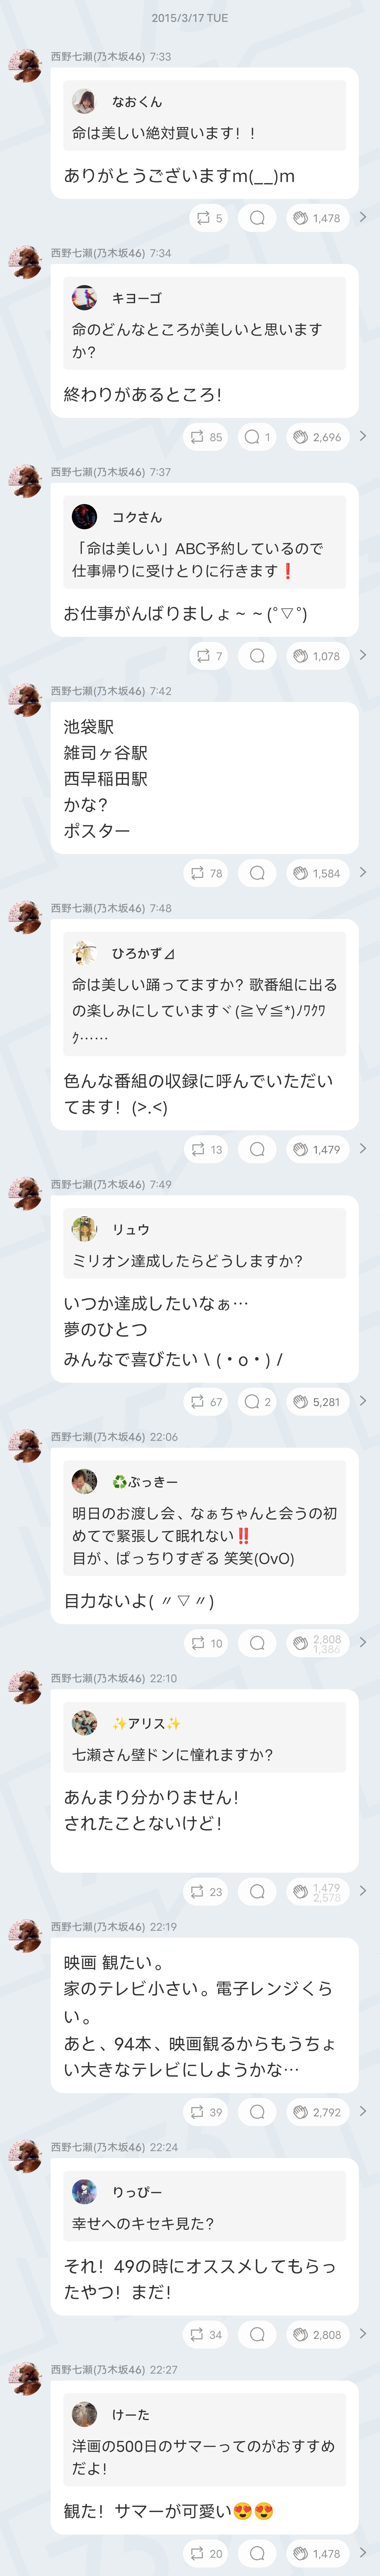 2015/3/17 TUE
西野七瀬(乃木坂46) 7:33
なおくん
命は美しい絶対買います！！
ありがとうございますm(__)m
5 1,478
西野七瀬(乃木坂46) 7:34
キヨーゴ
命のどんなところが美しいと思います
か?
終わりがあるところ!
85 1 2,696
西野七瀬(乃木坂46) 7:37
コクさん
「命は美しい」ABC予約しているので
仕事帰りに受けとりに行きます❗
お仕事がんばりましょ~~(°▽°)
7 1,078
西野七瀬(乃木坂46) 7:42
池袋駅
雑司ヶ谷駅
西早稲田駅
かな?
ポスター
78 1,584
西野七瀬(乃木坂46) 7:48
ひろかず⊿
命は美しい踊ってますか? 歌番組に出る
の楽しみにしていますヾ(≧∀≦*)ﾉﾜｸﾜ
ｸ……
色んな番組の収録に呼んでいただい
てます! (>.<)
13 1,479
西野七瀬(乃木坂46) 7:49
リュウ
ミリオン達成したらどうしますか?
いつか達成したいなぁ…
夢のひとつ
みんなで喜びたい \ (・o・) /
67 2 5,281
西野七瀬(乃木坂46) 22:06
♻️ぶっきー
明日のお渡し会、なぁちゃんと会うの初
めてで緊張して眠れない‼️
目が、ぱっちりすぎる 笑笑(OvO)
目力ないよ( 〃▽〃)
10 2,808
1,386
西野七瀬(乃木坂46) 22:10
✨アリス✨
七瀬さん壁ドンに憧れますか?
あんまり分かりません!
されたことないけど!
23 1,479
2,578
西野七瀬(乃木坂46) 22:19
映画 観たい。
家のテレビ小さい。電子レンジくら
い。
あと、94本、映画観るからもうちょ
い大きなテレビにしようかな…
39 2,792
西野七瀬(乃木坂46) 22:24
りっぴー
幸せへのキセキ見た?
それ! 49の時にオススメしてもらっ
たやつ! まだ!
34 2,808
西野七瀬(乃木坂46) 22:27
けーた
洋画の500日のサマーってのがおすすめ
だよ!
観た! サマーが可愛い😍😍
20 1,478